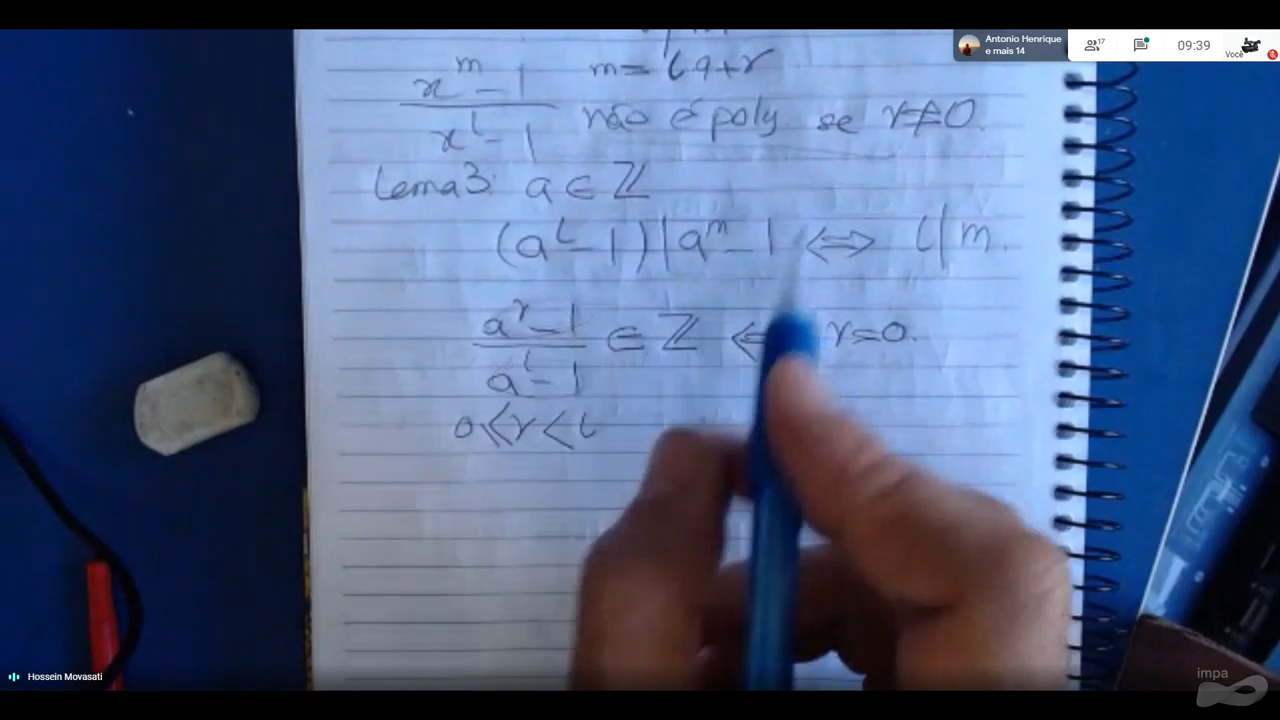 Antonio Henrique
e mais 14
17
09:39
Você
x^m - 1 m = lq + r
x^l - 1 não é poly se r ≠ 0.
Lema 3: a ∈ ℤ
(a^l - 1) | a^m - 1 ⇔ l | m.
a^r - 1 ∈ ℤ r = 0.
a^l - 1
0 ≤ r < l
Hossein Movasati
impa